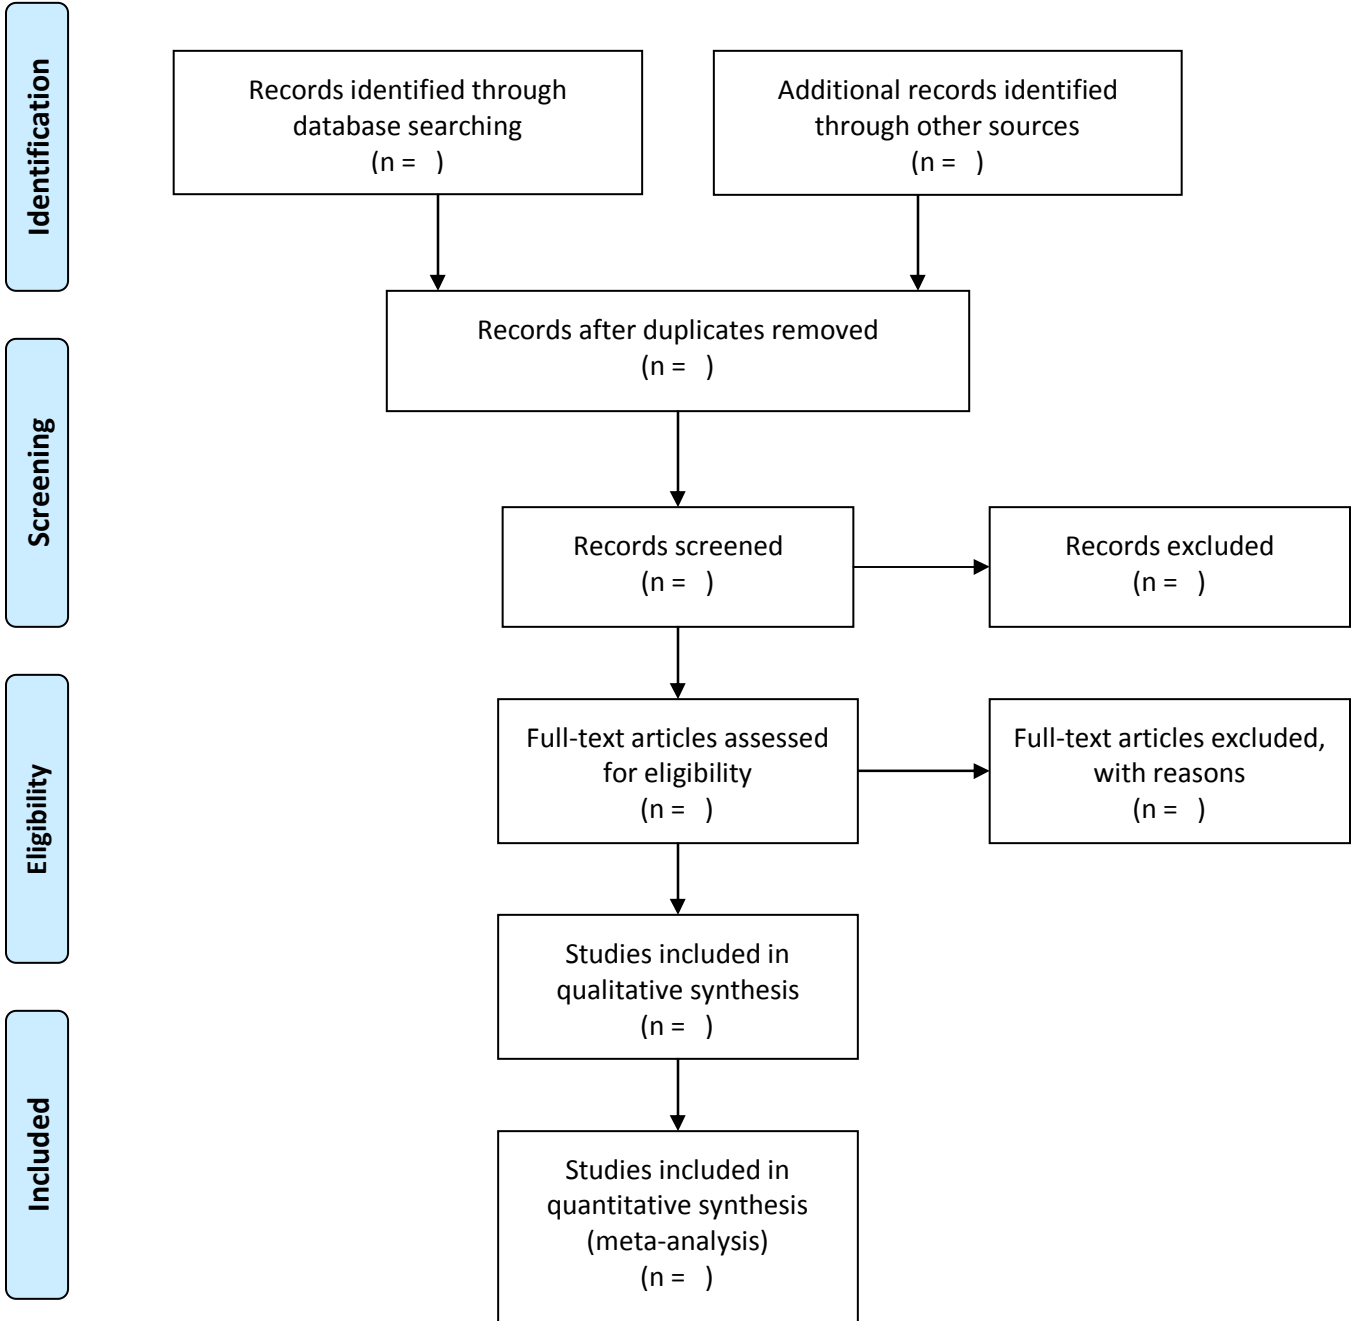 Identification
Records identified through
database searching
(n =   )
Additional records identified
through other sources
(n =   )
Records after duplicates removed
(n =   )
Screening
Records screened
(n =   )
Records excluded
(n =   )
Eligibility
Full-text articles assessed
for eligibility
(n =   )
Full-text articles excluded,
with reasons
(n =   )
Studies included in
qualitative synthesis
(n =   )
Included
Studies included in
quantitative synthesis
(meta-analysis)
(n =   )